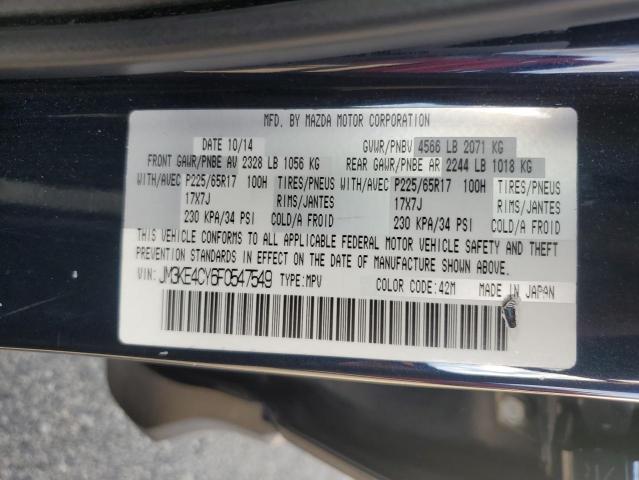 MFD. BY MAZDA MOTOR CORPORATION
DATE 10/14 GVWR/PNBV 4566 LB 2071 KG
FRONT GAWR/PNBE AV 2328 LB 1056 KG REAR GAWR/PNBE AR 2244 LB 1018 KG
WITH/AVEC P225/65R17 100H TIRES/PNEUS WITH/AVEC P225/65R17 100H TIRES/PNEUS
17X7J RIMS/JANTES 17X7J RIMS/JANTES
230 KPA/34 PSI COLD/A FROID 230 KPA/34 PSI COLD/A FROID
THIS VEHICLE CONFORMS TO ALL APPLICABLE FEDERAL MOTOR VEHICLE SAFETY AND THEFT
PREVENTION STANDARDS IN EFFECT ON THE DATE OF MANUFACTURE SHOWN ABOVE.
VIN: JM3KE4CY6F0547549 TYPE:MPV COLOR CODE:42M MADE IN JAPAN